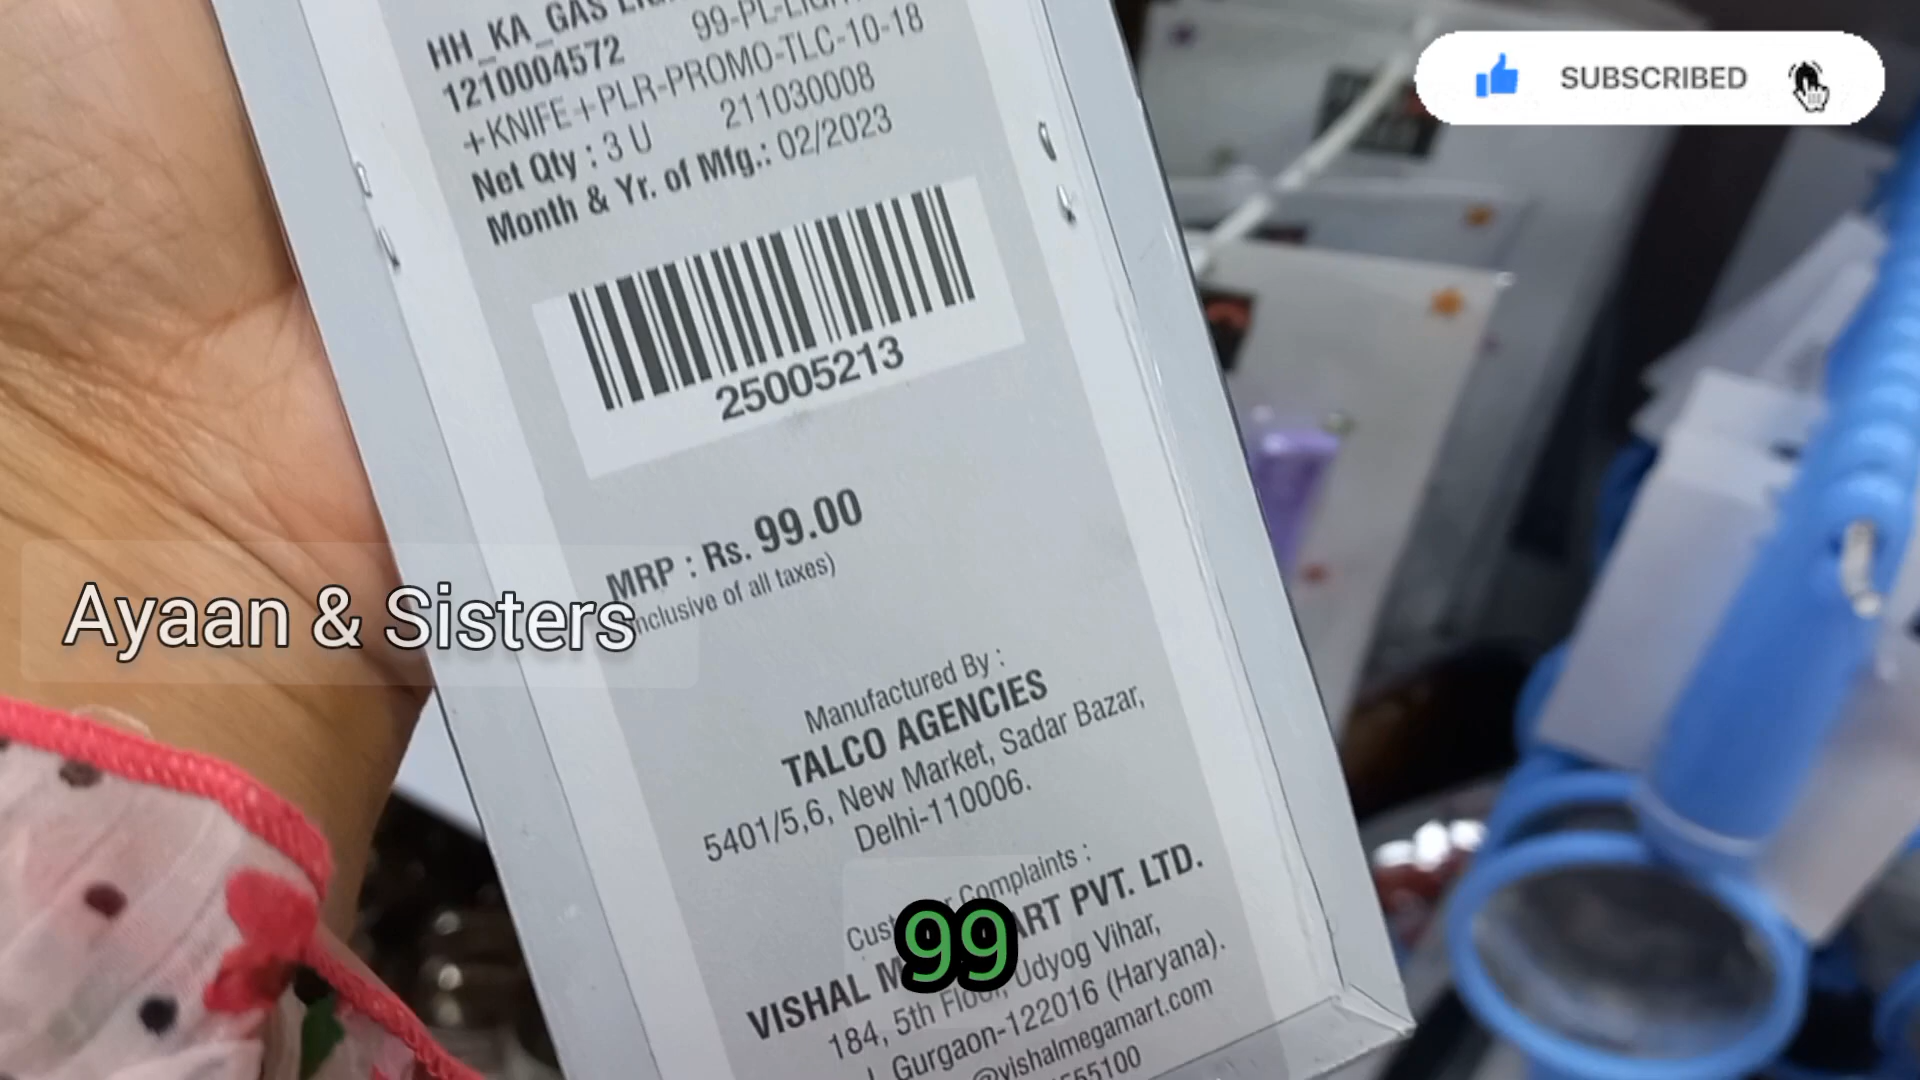 HH_KA_GAS
99-PL-
1210004572
+KNIFE+PLR-PROMO-TLC-10-18
Net Qty : 3 U 211030008
Month & Yr. of Mfg.: 02/2023
25005213
MRP : Rs. 99.00
inclusive of all taxes)
Manufactured By :
TALCO AGENCIES
5401/5,6, New Market, Sadar Bazar,
Delhi-110006.
Complaints :
VISHAL ART PVT. LTD.
184, 5th Floor, Udyog Vihar,
Gurgaon-122016 (Haryana).
@vishalmegamart.com
555100
SUBSCRIBED
Ayaan & Sisters
99